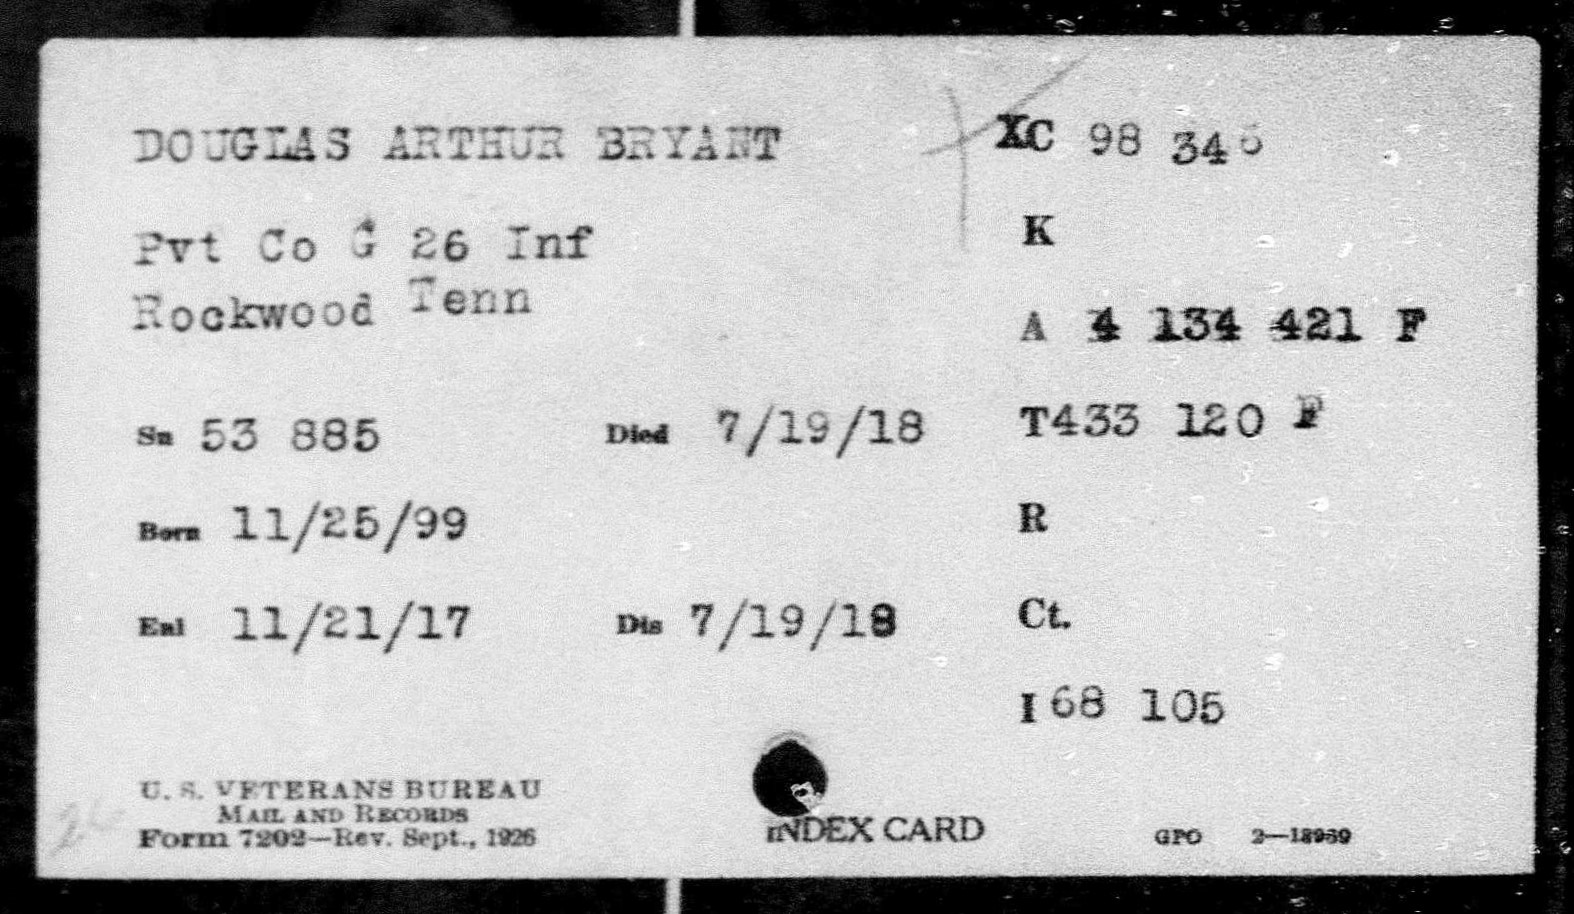 DOUGLAS ARTHUR BRYANT XC 98 346
Pvt Co G 26 Inf K
Rockwood Tenn A 4 134 421 F
Sn 53 885 Died 7/19/18 T433 120 F
Born 11/25/99 R
Enl 11/21/17 Dis 7/19/18 Ct.
I 68 105
U. S. VETERANS BUREAU
MAIL AND RECORDS
Form 7202—Rev. Sept., 1926 INDEX CARD GPO 2—18969